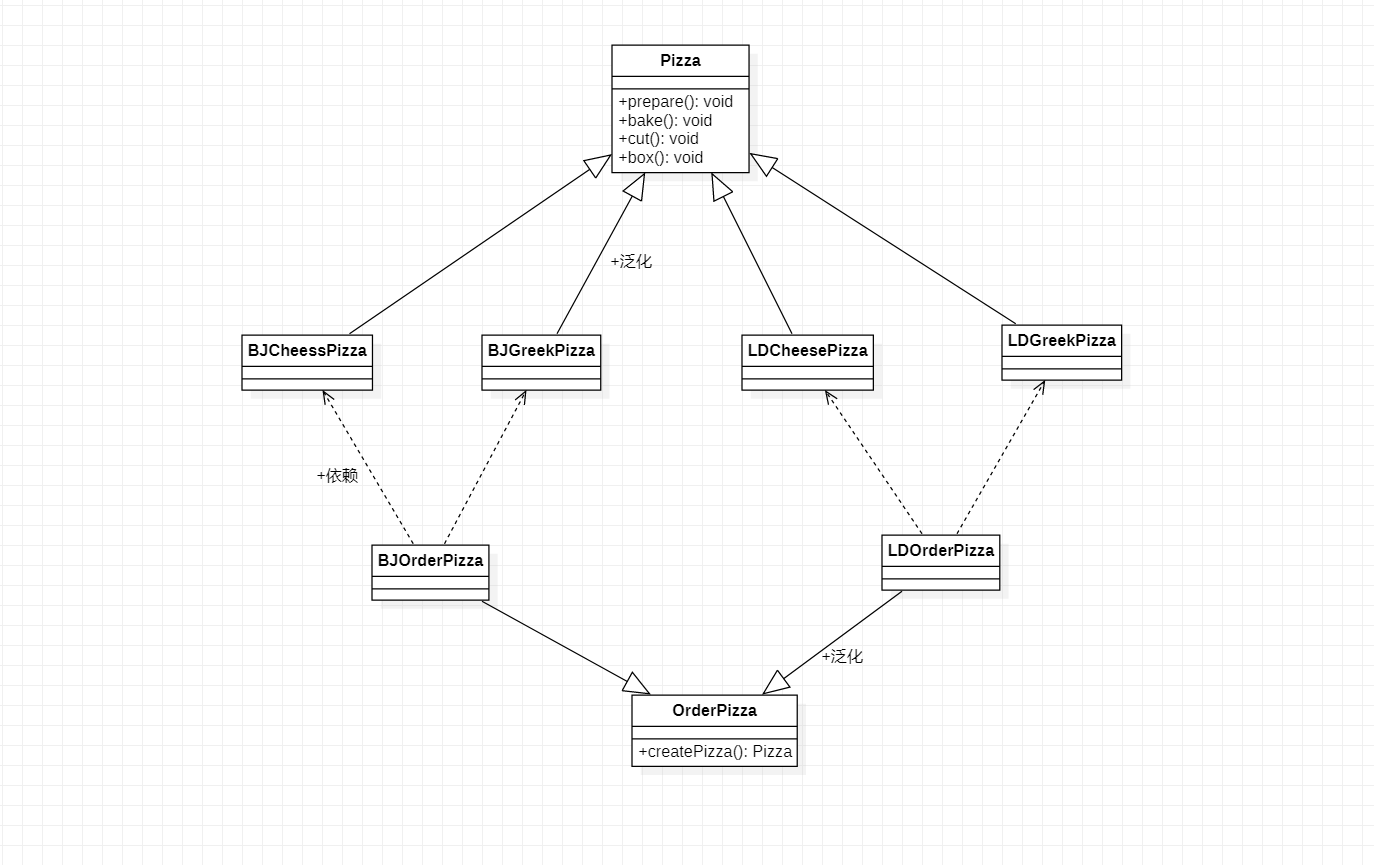 Pizza
+prepare(): void
+bake(): void
+cut(): void
+box(): void
+泛化
BJCheessPizza
BJGreekPizza
LDCheesePizza
LDGreekPizza
+依赖
BJOrderPizza
LDOrderPizza
+泛化
OrderPizza
+createPizza(): Pizza